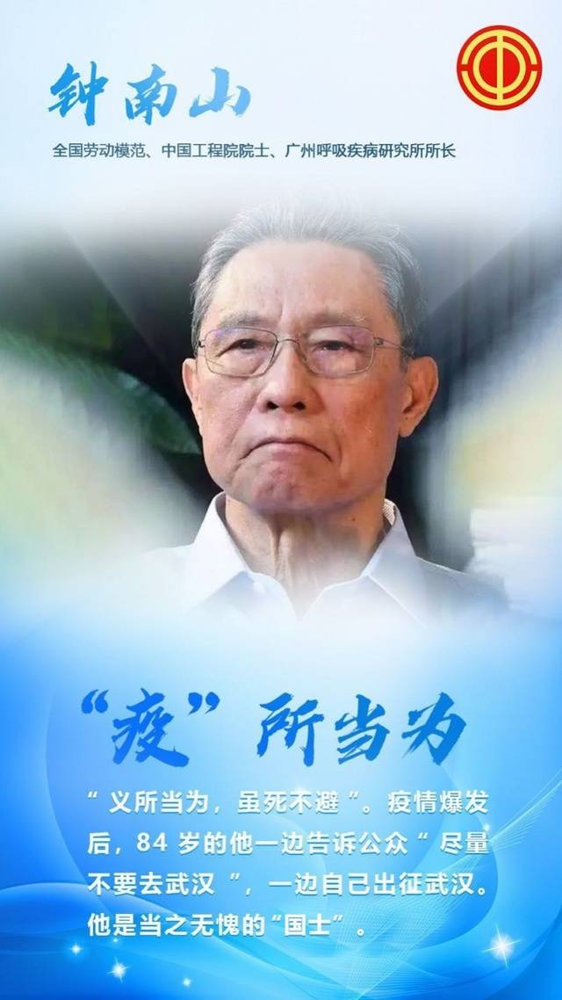 钟南山
全国劳动模范、中国工程院院士、广州呼吸疾病研究所所长
“疫”所当为
“ 义所当为，虽死不避 ”。疫情爆发
后，84 岁的他一边告诉公众“ 尽量
不要去武汉 ”，一边自己出征武汉。
他是当之无愧的“国士”。